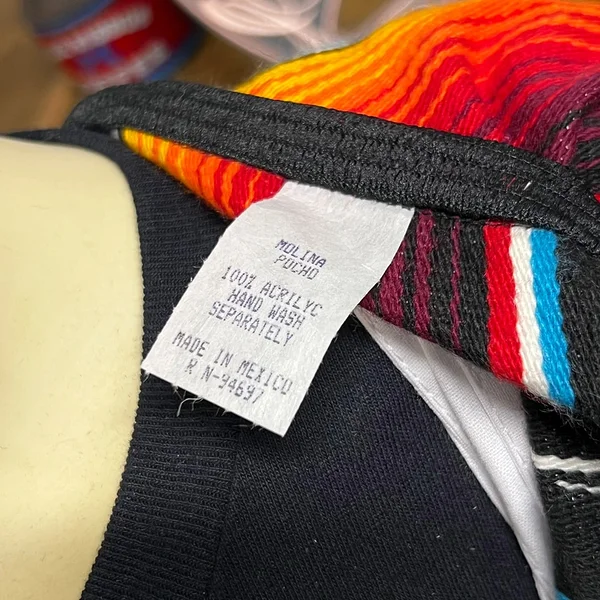 MOLINA
POCHO
100% ACRILYC
HAND WASH
SEPARATELY
MADE IN MEXICO
R N-94697